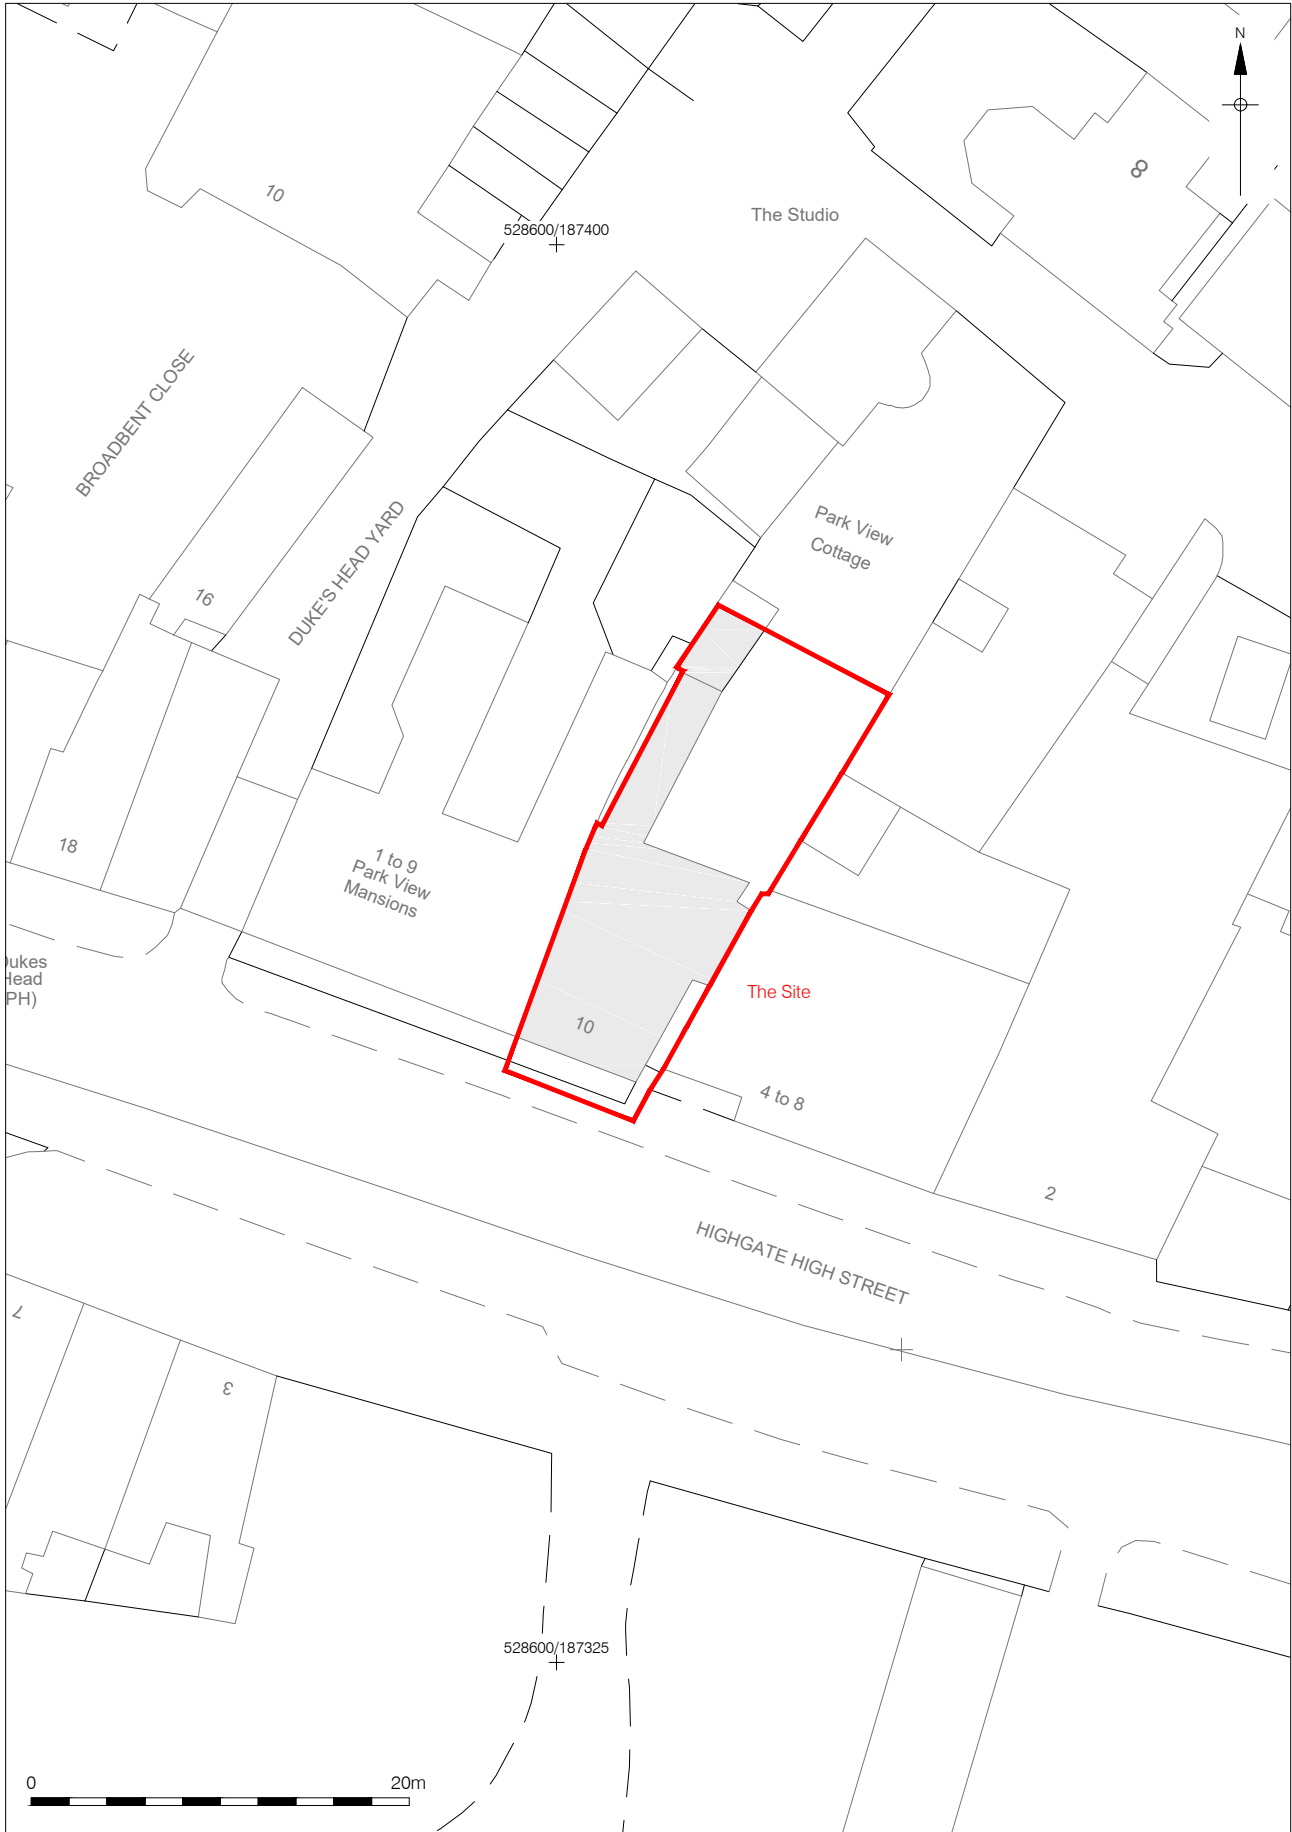 N
8
10
The Studio
528600/187400
BROADBENT CLOSE
DUKE'S HEAD YARD
Park View
Cottage
16
18
1 to 9
Park View
Mansions
Dukes
Head
(PH)
The Site
10
4 to 8
2
HIGHGATE HIGH STREET
7
3
528600/187325
0
20m